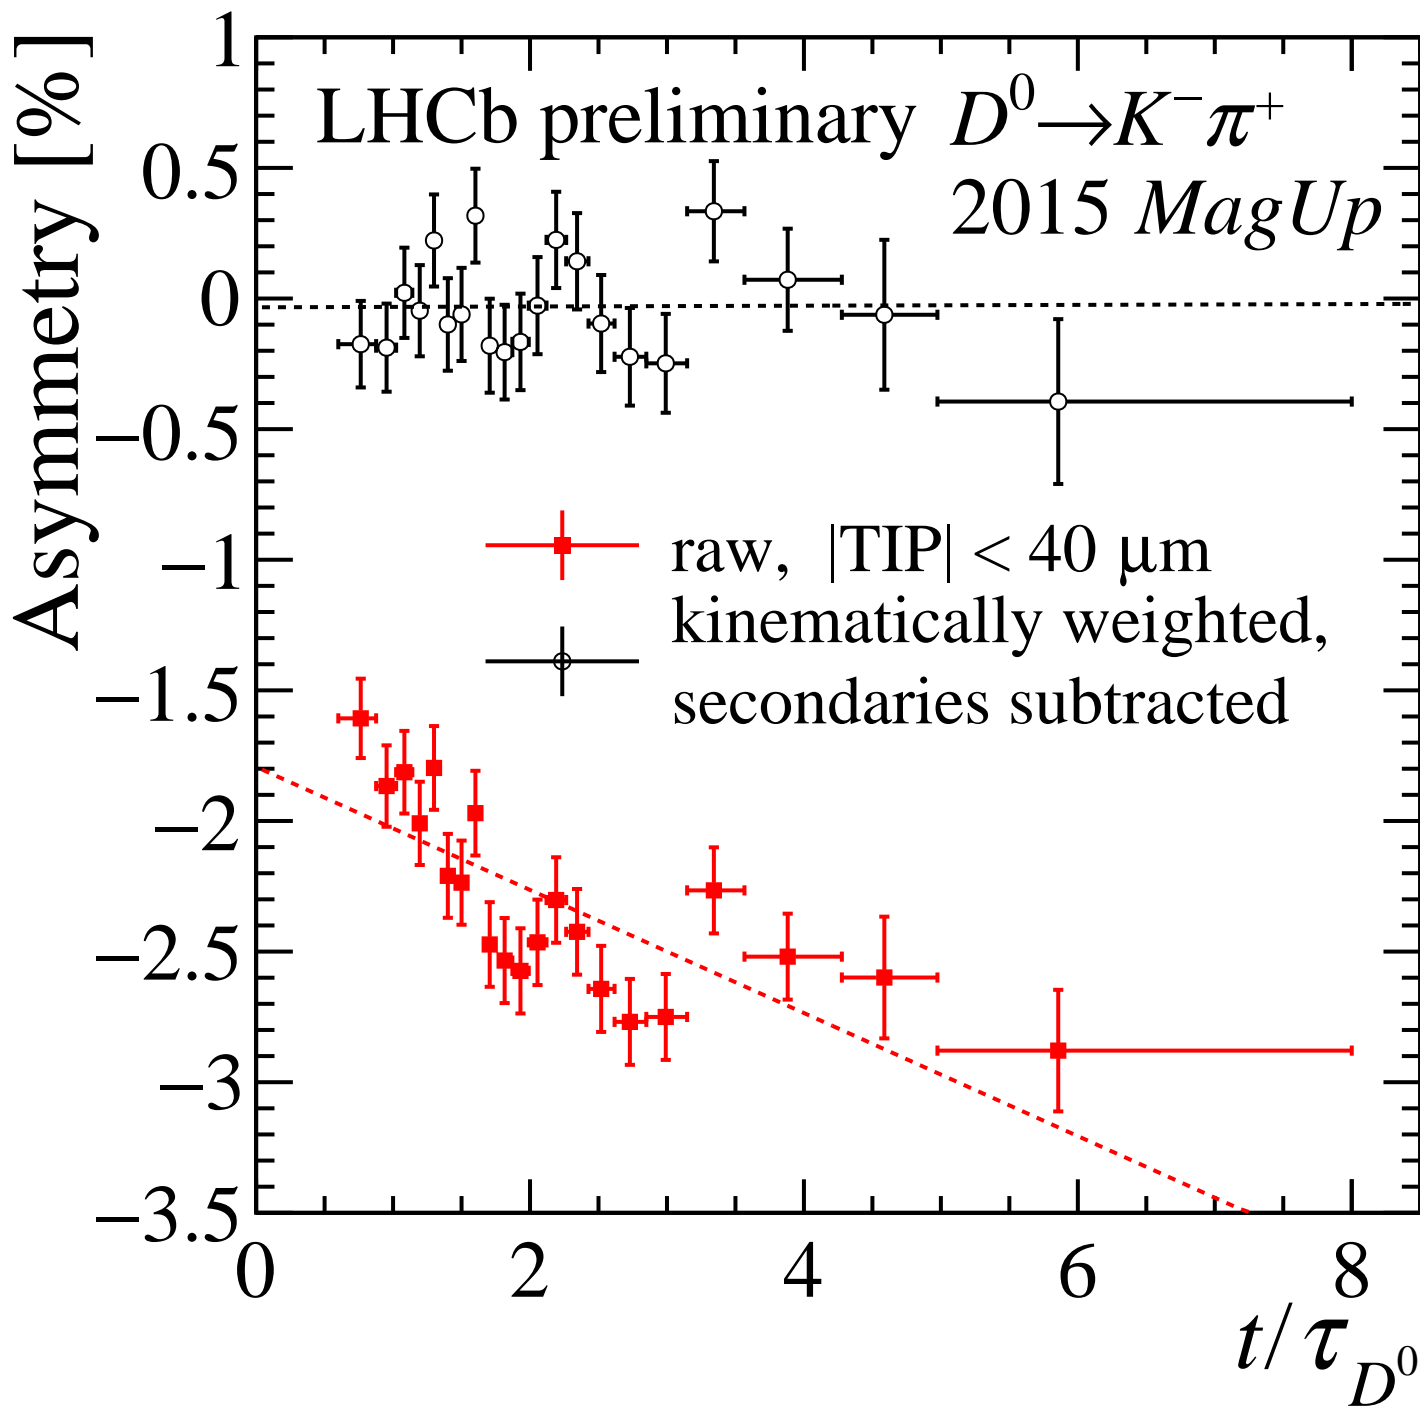 Asymmetry [%]
1
0.5
0
−0.5
−1
−1.5
−2
−2.5
−3
−3.5
LHCb preliminary D⁰→K⁻π⁺
2015 MagUp
raw, |TIP| < 40 μm
kinematically weighted,
secondaries subtracted
0 2 4 6 8
t/τ_D⁰